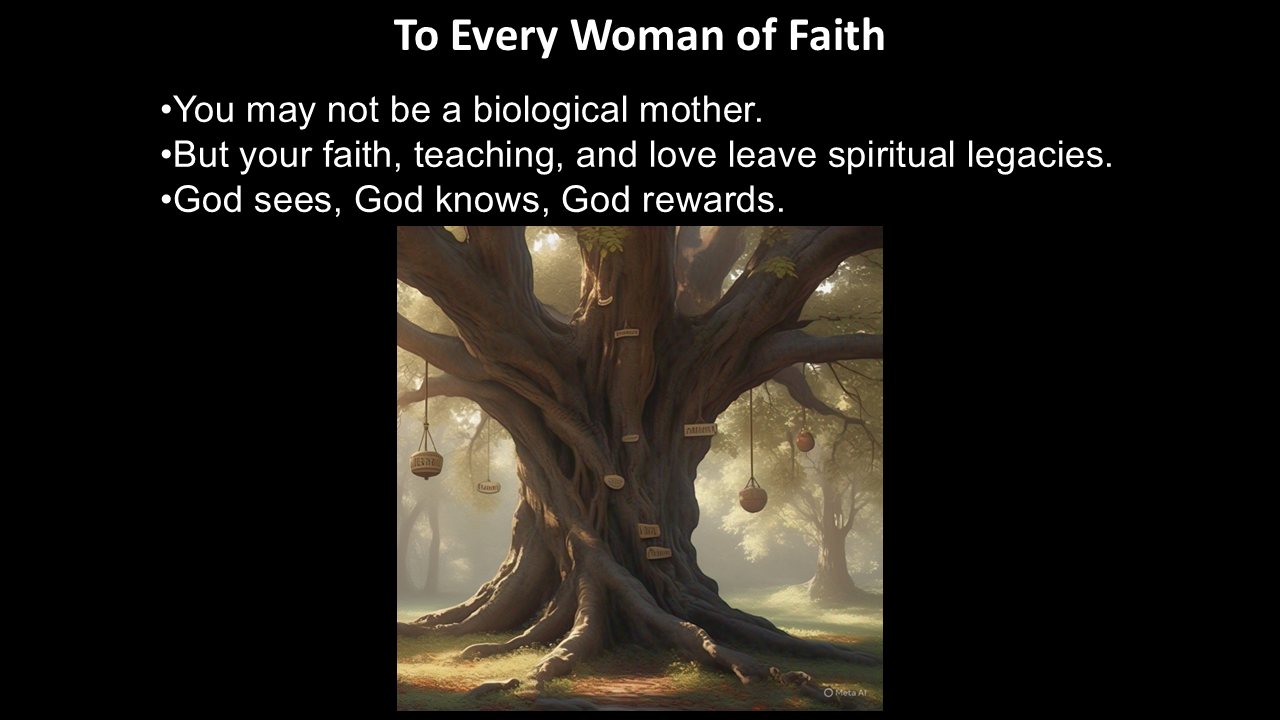 To Every Woman of Faith
•You may not be a biological mother.
•But your faith, teaching, and love leave spiritual legacies.
•God sees, God knows, God rewards.
Meta AI